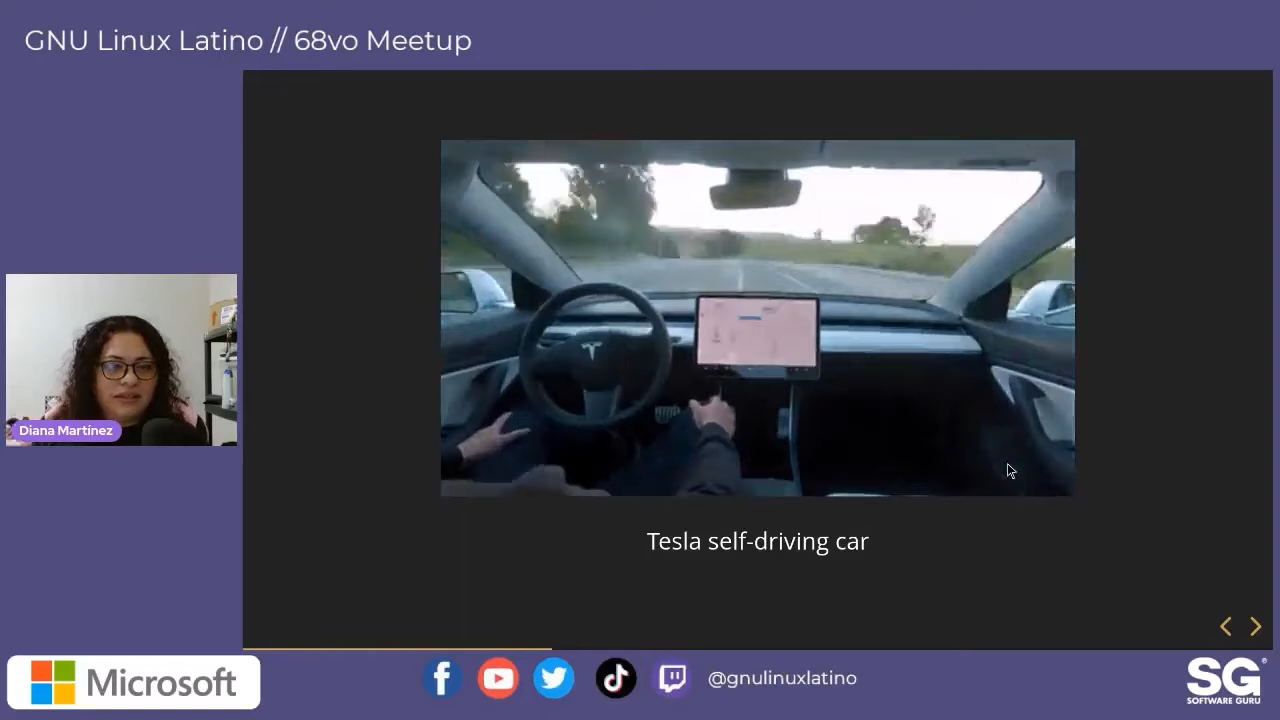 GNU Linux Latino // 68vo Meetup
Diana Martínez
Tesla self-driving car
Microsoft
@gnulinuxlatino
SG
SOFTWARE GURU